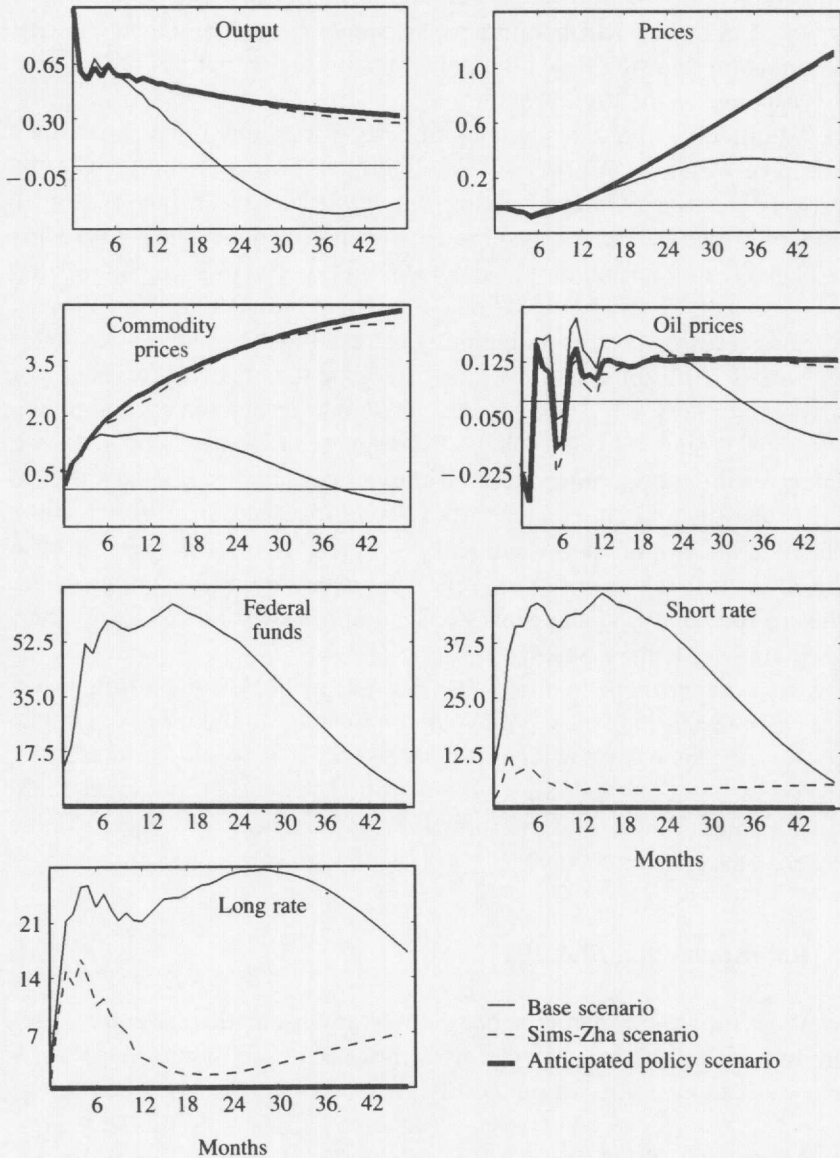 Output
0.65
0.30
−0.05
6 12 18 24 30 36 42
Prices
1.0
0.6
0.2
6 12 18 24 30 36 42
Commodity
prices
3.5
2.0
0.5
6 12 18 24 30 36 42
Oil prices
0.125
0.050
−0.225
6 12 18 24 30 36 42
Federal
funds
52.5
35.0
17.5
6 12 18 24 30 36 42
Short rate
37.5
25.0
12.5
6 12 18 24 30 36 42
Months
Long rate
21
14
7
6 12 18 24 30 36 42
Months
Base scenario
Sims-Zha scenario
Anticipated policy scenario